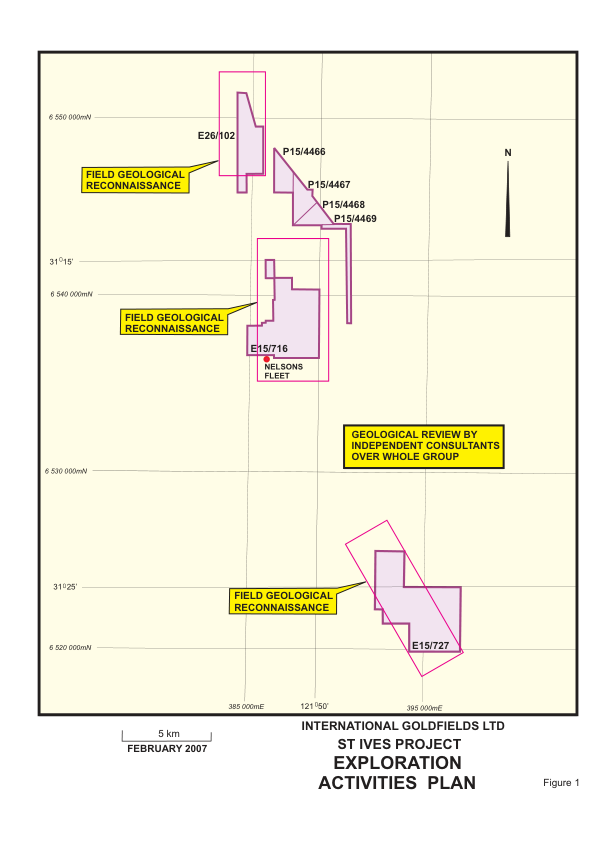 6 550 000mN
E26/102
P15/4466
N
FIELD GEOLOGICAL
RECONNAISSANCE
P15/4467
P15/4468
P15/4469
31°15'
6 540 000mN
FIELD GEOLOGICAL
RECONNAISSANCE
E15/716
NELSONS
FLEET
GEOLOGICAL REVIEW BY
INDEPENDENT CONSULTANTS
OVER WHOLE GROUP
6 530 000mN
31°25'
FIELD GEOLOGICAL
RECONNAISSANCE
E15/727
6 520 000mN
385 000mE
121°50'
395 000mE
INTERNATIONAL GOLDFIELDS LTD
5 km
FEBRUARY 2007
ST IVES PROJECT
EXPLORATION
ACTIVITIES PLAN
Figure 1